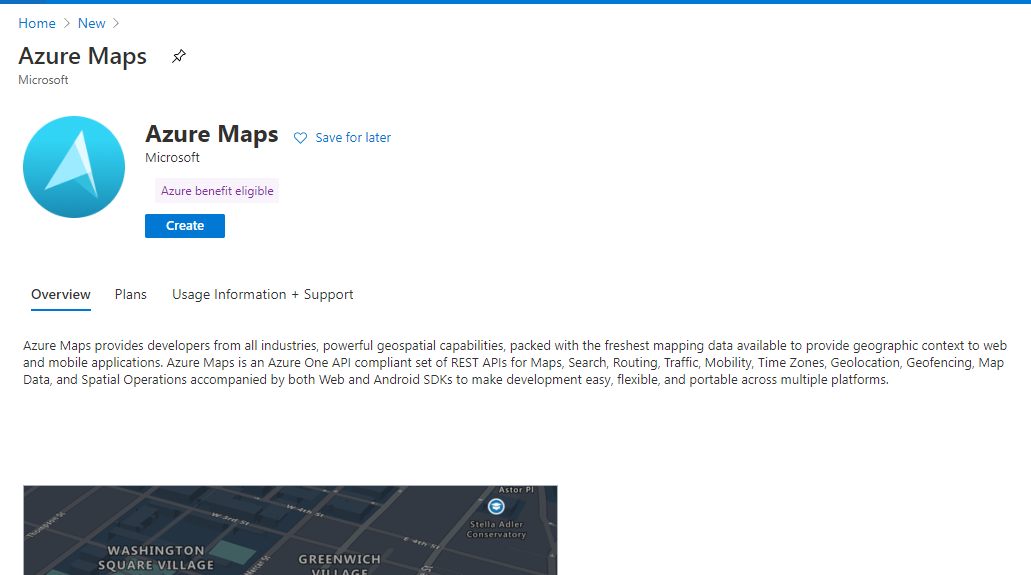 Home > New >
Azure Maps
Microsoft
Azure Maps
Save for later
Microsoft
Azure benefit eligible
Create
Overview Plans Usage Information + Support
Azure Maps provides developers from all industries, powerful geospatial capabilities, packed with the freshest mapping data available to provide geographic context to web
and mobile applications. Azure Maps is an Azure One API compliant set of REST APIs for Maps, Search, Routing, Traffic, Mobility, Time Zones, Geolocation, Geofencing, Map
Data, and Spatial Operations accompanied by both Web and Android SDKs to make development easy, flexible, and portable across multiple platforms.
Astor Pl
Thompson St
W 3rd St
W 4th St
Stella Adler
Conservatory
E 4th St
WASHINGTON
SQUARE VILLAGE
Mercer St
GREENWICH
VILLAGE